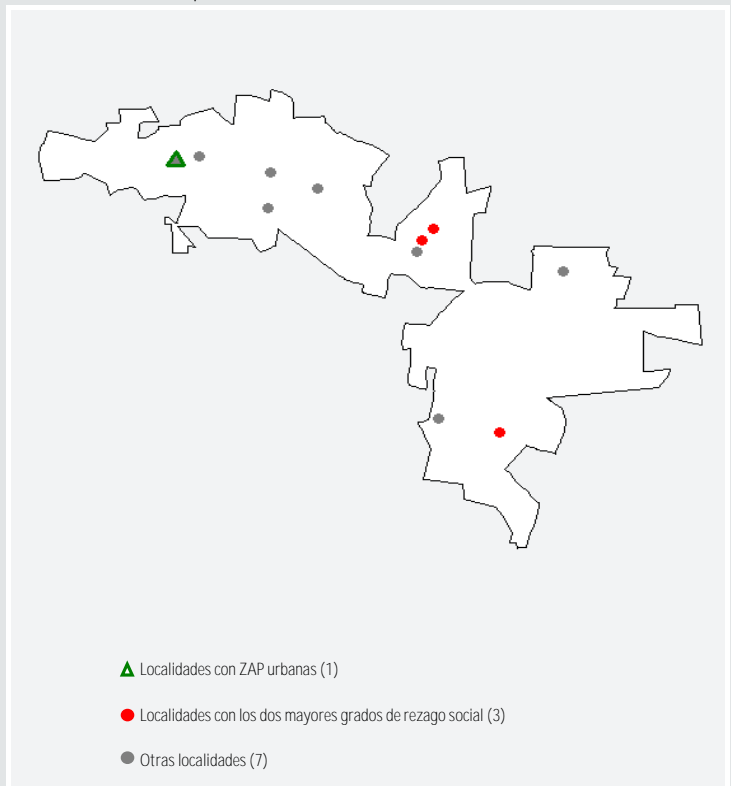 Localidades con ZAP urbanas (1)
Localidades con los dos mayores grados de rezago social (3)
Otras localidades (7)